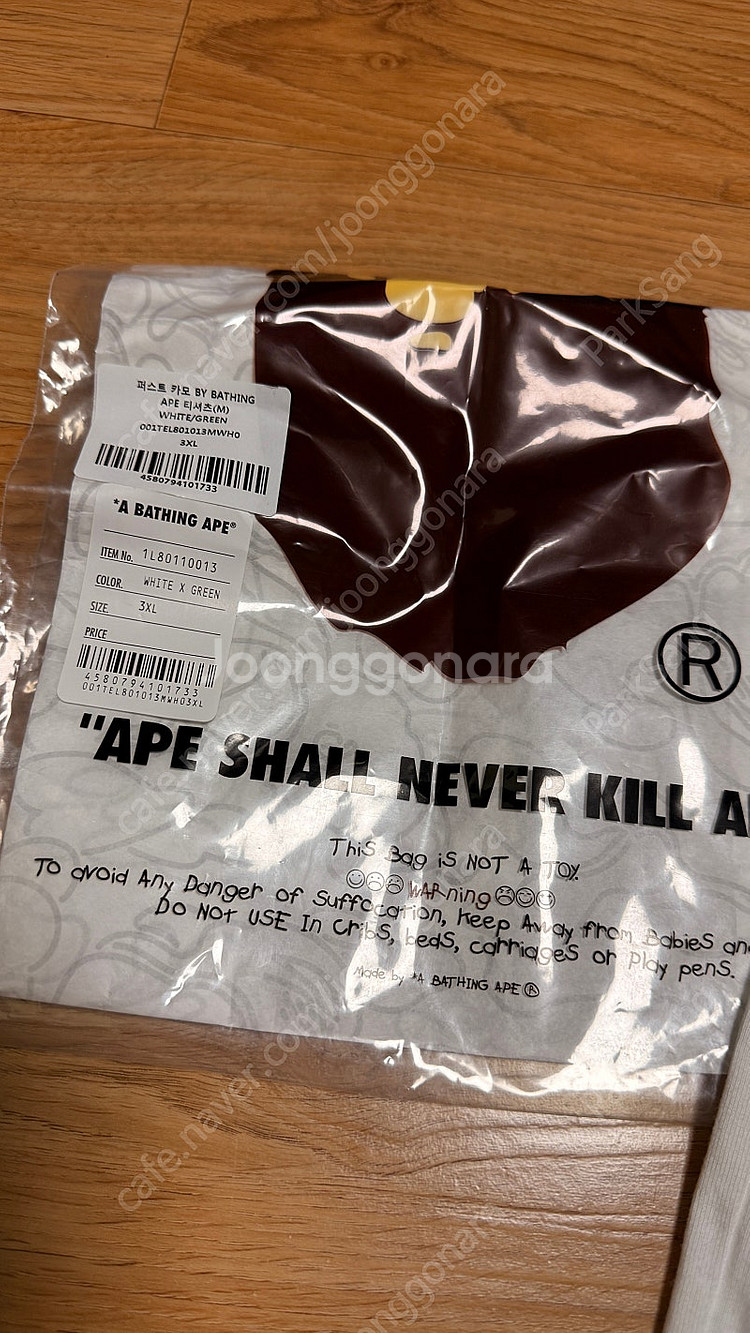 퍼스트 카모 BY BATHING
APE 티셔츠(M)
WHITE/GREEN
001TEL801013MWH0
3XL
4580794101733
"A BATHING APE®
ITEM No. 1L80110013
COLOR. WHITE X GREEN
SIZE. 3XL
PRICE
4580794101733
001TEL801013MWH03XL
®
Joonggonara
"APE SHALL NEVER KILL
This Bag is NOT A TOY.
WARning
To avoid Any Danger of Suffocation, Keep Away from Babies
DO NOT USE In Cribs, beds, carriages or play pens.
Made by "A BATHING APE®
cafe.naver.com/joonggonara
ParkSang